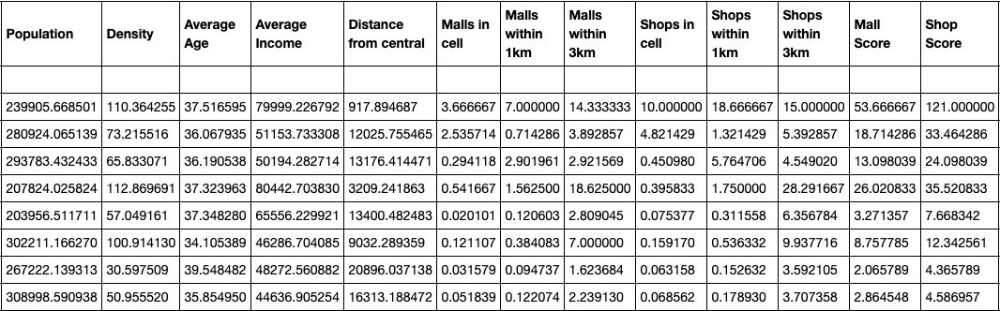 Population Density Average Age Average Income Distance from central Malls in cell Malls within 1km Malls within 3km Shops in cell Shops within 1km Shops within 3km Mall Score Shop Score
239905.668501 110.364255 37.516595 79999.226792 917.894687 3.666667 7.000000 14.333333 10.000000 18.666667 15.000000 53.666667 121.000000
280924.065139 73.215516 36.067935 51153.733308 12025.755465 2.535714 0.714286 3.892857 4.821429 1.321429 5.392857 18.714286 33.464286
293783.432433 65.833071 36.190538 50194.282714 13176.414471 0.294118 2.901961 2.921569 0.450980 5.764706 4.549020 13.098039 24.098039
207824.025824 112.869691 37.323963 80442.703830 3209.241863 0.541667 1.562500 18.625000 0.395833 1.750000 28.291667 26.020833 35.520833
203956.511711 57.049161 37.348280 65556.229921 13400.482483 0.020101 0.120603 2.809045 0.075377 0.311558 6.356784 3.271357 7.668342
302211.166270 100.914130 34.105389 46286.704085 9032.289359 0.121107 0.384083 7.000000 0.159170 0.536332 9.937716 8.757785 12.342561
267222.139313 30.597509 39.548482 48272.560882 20896.037138 0.031579 0.094737 1.623684 0.063158 0.152632 3.592105 2.065789 4.365789
308998.590938 50.955520 35.854950 44636.905254 16313.188472 0.051839 0.122074 2.239130 0.068562 0.178930 3.707358 2.864548 4.586957